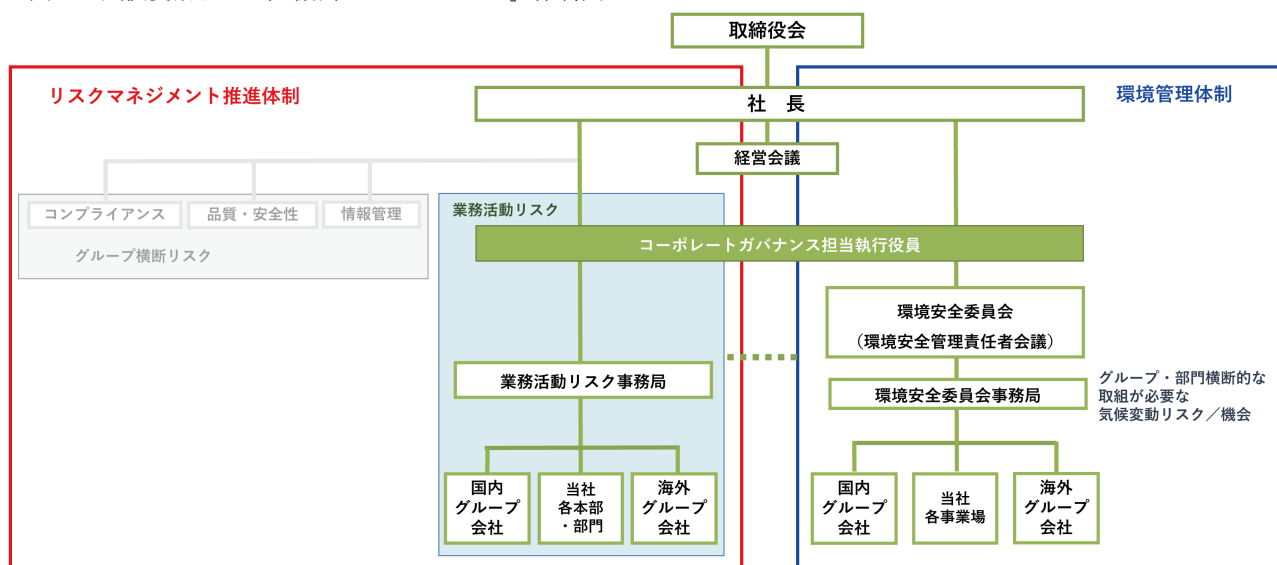 取締役会
リスクマネジメント推進体制
社 長
環境管理体制
経営会議
コンプライアンス
品質・安全性
情報管理
グループ横断リスク
業務活動リスク
コーポレートガバナンス担当執行役員
環境安全委員会
（環境安全管理責任者会議）
業務活動リスク事務局
環境安全委員会事務局
グループ・部門横断的な
取組が必要な
気候変動リスク／機会
国内
グループ
会社
当社
各本部
・部門
海外
グループ
会社
国内
グループ
会社
当社
各事業場
海外
グループ
会社